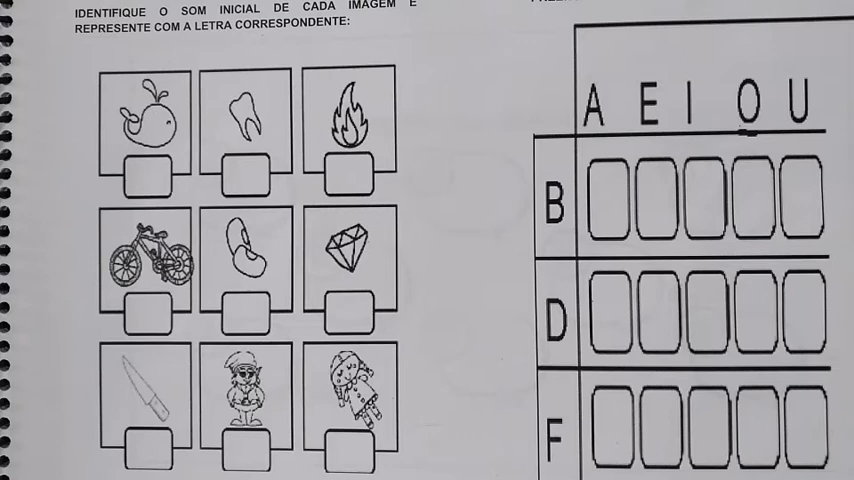 IDENTIFIQUE O SOM INICIAL DE CADA IMAGEM E
REPRESENTE COM A LETRA CORRESPONDENTE:
A E I O U
B
D
F